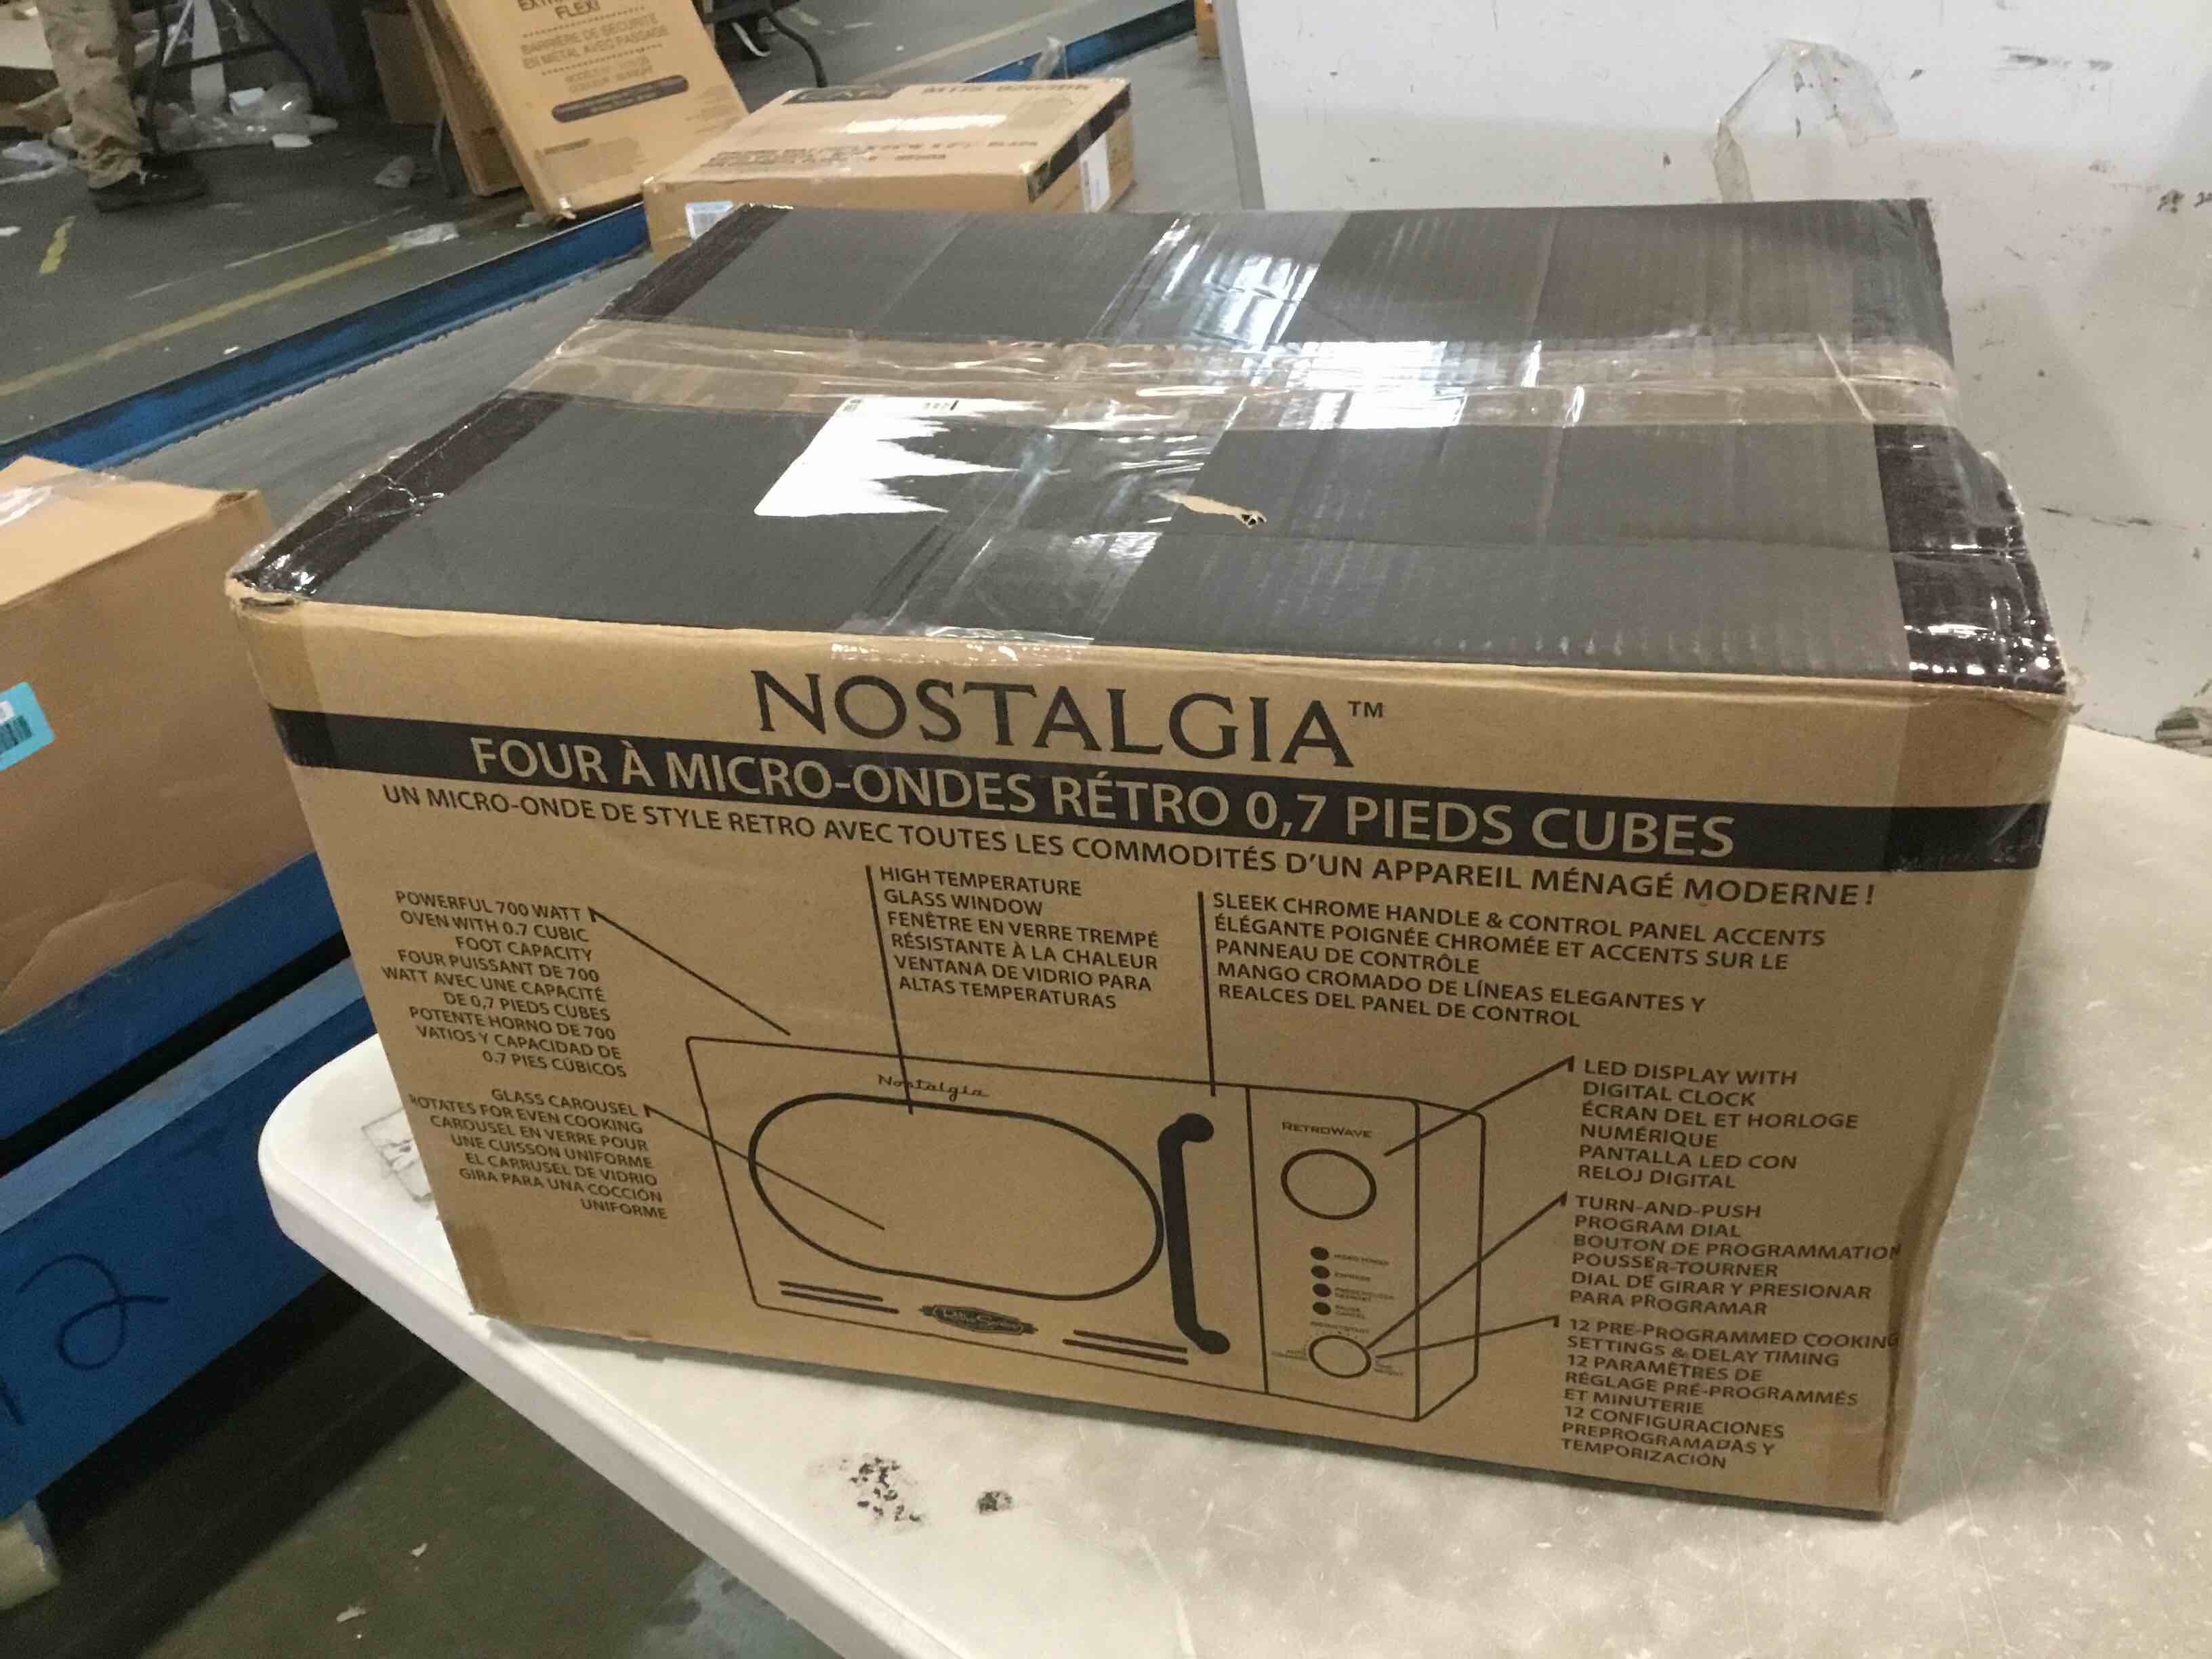 FLEXI
BARRIÈRE DE SÉCURITÉ
EN MÉTAL AVEC PASSAGE
NOSTALGIA™
FOUR À MICRO-ONDES RÉTRO 0,7 PIEDS CUBES
UN MICRO-ONDE DE STYLE RETRO AVEC TOUTES LES COMMODITÉS D'UN APPAREIL MÉNAGÉ MODERNE !
POWERFUL 700 WATT
OVEN WITH 0.7 CUBIC
FOOT CAPACITY
FOUR PUISSANT DE 700
WATT AVEC UNE CAPACITÉ
DE 0,7 PIEDS CUBES
POTENTE HORNO DE 700
VATIOS Y CAPACIDAD DE
0.7 PIES CÚBICOS
GLASS CAROUSEL
ROTATES FOR EVEN COOKING
CAROUSEL EN VERRE POUR
UNE CUISSON UNIFORME
EL CARRUSEL DE VIDRIO
GIRA PARA UNA COCCIÓN
UNIFORME
HIGH TEMPERATURE
GLASS WINDOW
FENÊTRE EN VERRE TREMPÉ
RÉSISTANTE À LA CHALEUR
VENTANA DE VIDRIO PARA
ALTAS TEMPERATURAS
SLEEK CHROME HANDLE & CONTROL PANEL ACCENTS
ÉLÉGANTE POIGNÉE CHROMÉE ET ACCENTS SUR LE
PANNEAU DE CONTRÔLE
MANGO CROMADO DE LÍNEAS ELEGANTES Y
REALCES DEL PANEL DE CONTROL
LED DISPLAY WITH
DIGITAL CLOCK
ÉCRAN DEL ET HORLOGE
NUMÉRIQUE
PANTALLA LED CON
RELOJ DIGITAL
TURN-AND-PUSH
PROGRAM DIAL
BOUTON DE PROGRAMMATION
POUSSER-TOURNER
DIAL DE GIRAR Y PRESIONAR
PARA PROGRAMAR
12 PRE-PROGRAMMED COOKING
SETTINGS & DELAY TIMING
12 PARAMÈTRES DE
RÉGLAGE PRÉ-PROGRAMMÉS
ET MINUTERIE
12 CONFIGURACIONES
PREPROGRAMADAS Y
TEMPORIZACIÓN
Nostalgia
RETROWAVE
2